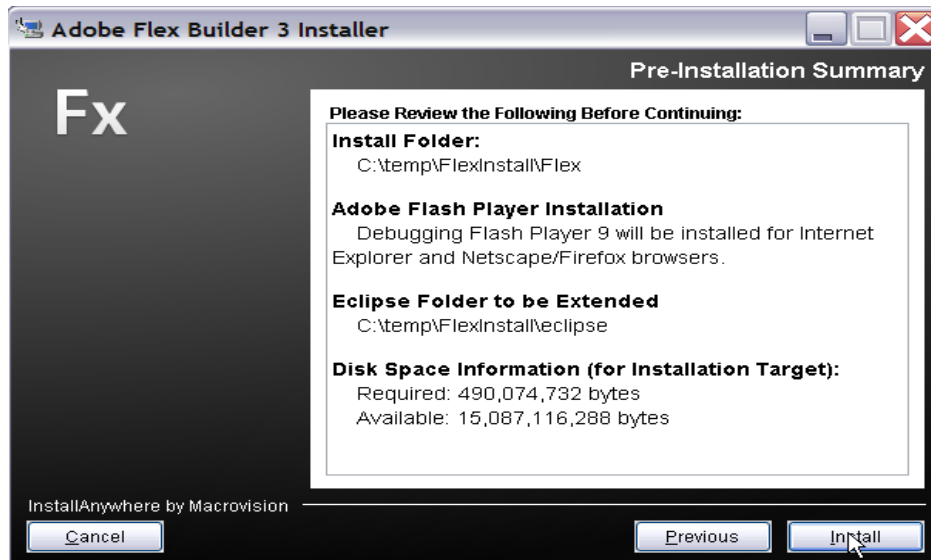 Adobe Flex Builder 3 Installer
Pre-Installation Summary
Fx
Please Review the Following Before Continuing:
Install Folder:
C:\temp\FlexInstall\Flex
Adobe Flash Player Installation
Debugging Flash Player 9 will be installed for Internet
Explorer and Netscape/Firefox browsers.
Eclipse Folder to be Extended
C:\temp\FlexInstall\eclipse
Disk Space Information (for Installation Target):
Required: 490,074,732 bytes
Available: 15,087,116,288 bytes
InstallAnywhere by Macrovision
Cancel
Previous
Install